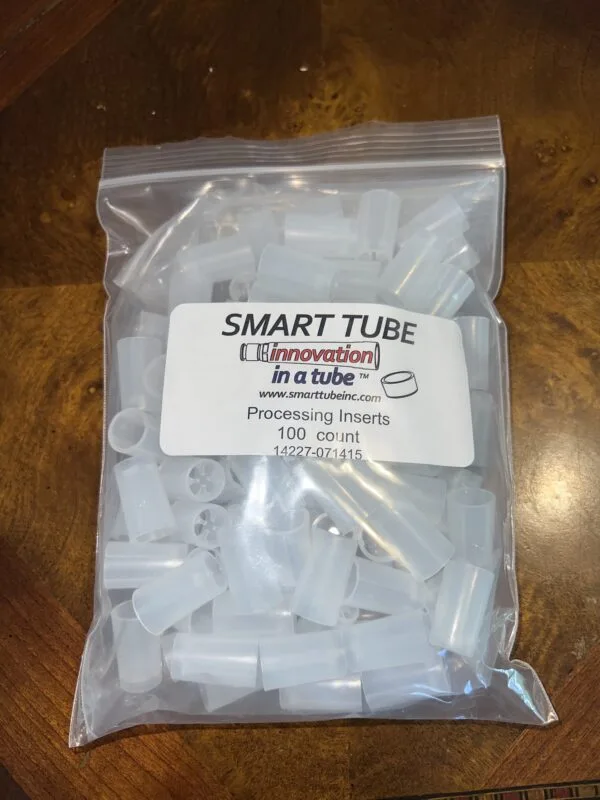 SMART TUBE
innovation
in a tube™
www.smarttubeinc.com
Processing Inserts
100 count
14227-071415